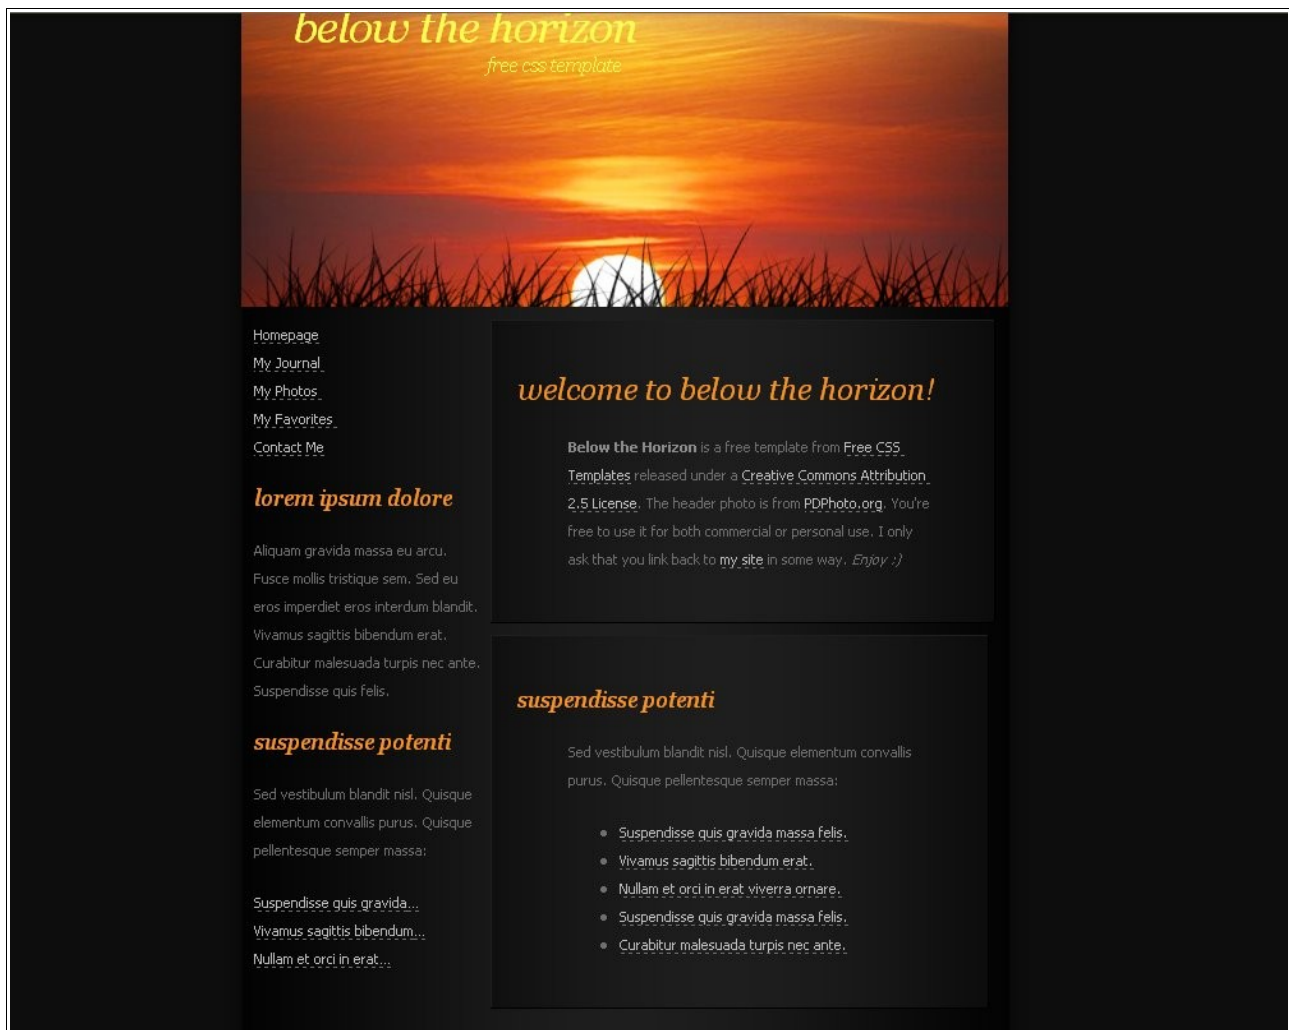 below the horizon
free css template
Homepage
My Journal
My Photos
My Favorites
Contact Me
lorem ipsum dolore
Aliquam gravida massa eu arcu.
Fusce mollis tristique sem. Sed eu
eros imperdiet eros interdum blandit.
Vivamus sagittis bibendum erat.
Curabitur malesuada turpis nec ante.
Suspendisse quis felis.
suspendisse potenti
Sed vestibulum blandit nisl. Quisque
elementum convallis purus. Quisque
pellentesque semper massa:
Suspendisse quis gravida...
Vivamus sagittis bibendum...
Nullam et orci in erat...
welcome to below the horizon!
Below the Horizon is a free template from Free CSS
Templates released under a Creative Commons Attribution
2.5 License. The header photo is from PDPhoto.org. You're
free to use it for both commercial or personal use. I only
ask that you link back to my site in some way. Enjoy :)
suspendisse potenti
Sed vestibulum blandit nisl. Quisque elementum convallis
purus. Quisque pellentesque semper massa:
Suspendisse quis gravida massa felis.
Vivamus sagittis bibendum erat.
Nullam et orci in erat viverra ornare.
Suspendisse quis gravida massa felis.
Curabitur malesuada turpis nec ante.